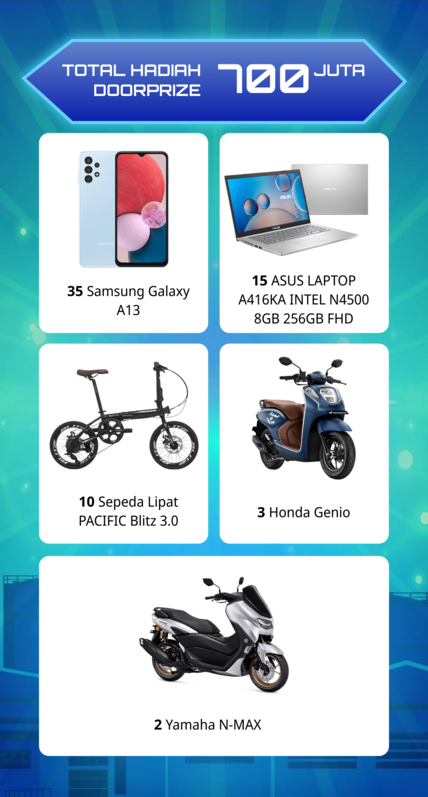 TOTAL HADIAH
DOORPRIZE
700 JUTA
35 Samsung Galaxy
A13
15 ASUS LAPTOP
A416KA INTEL N4500
8GB 256GB FHD
10 Sepeda Lipat
PACIFIC Blitz 3.0
3 Honda Genio
2 Yamaha N-MAX